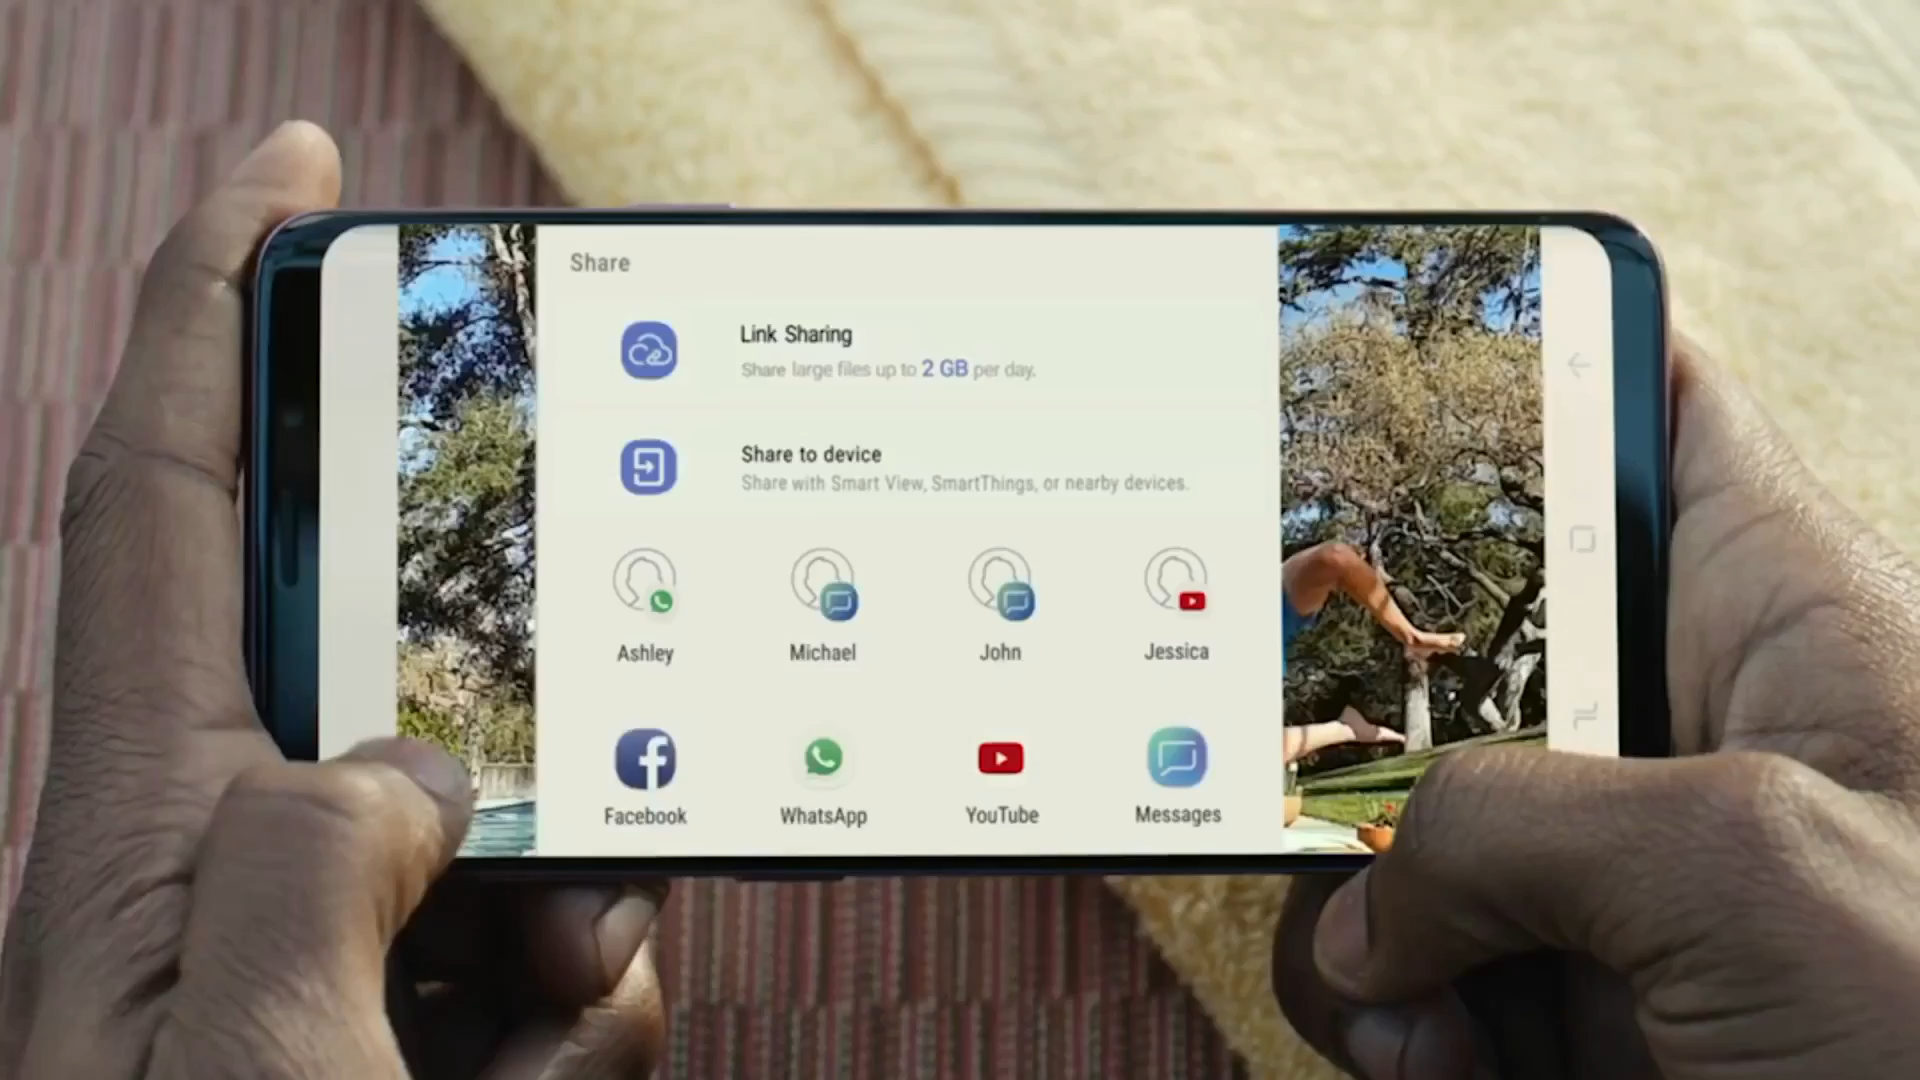 Share
Link Sharing
Share large files up to 2 GB per day.
Share to device
Share with Smart View, SmartThings, or nearby devices.
Ashley Michael John Jessica
Facebook WhatsApp YouTube Messages